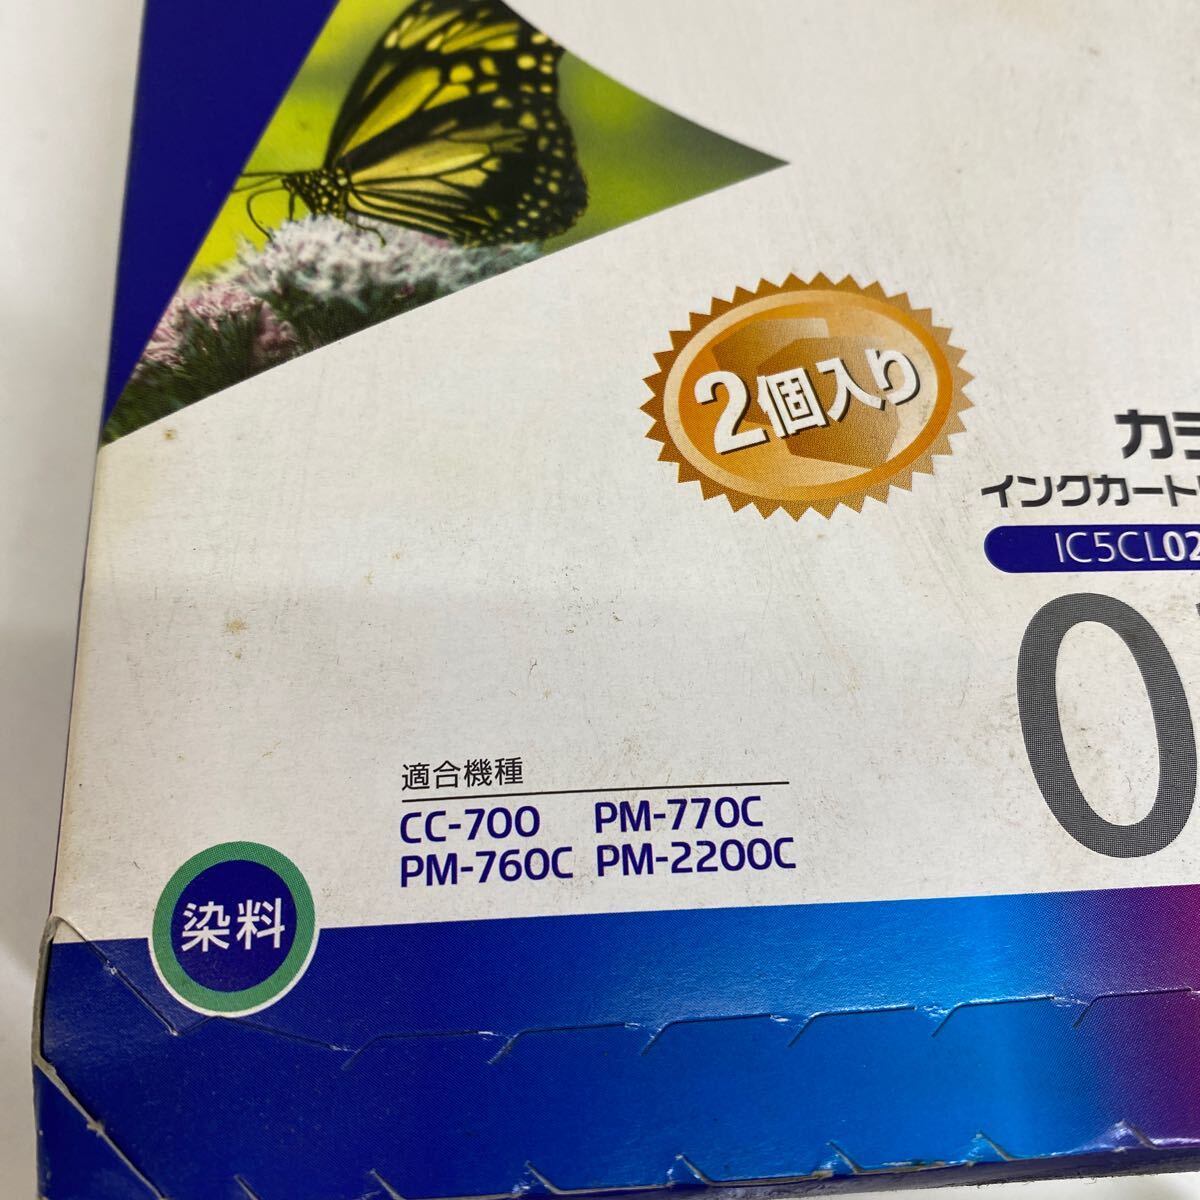 2個入り
カラ
インクカート
IC5CL02
0
適合機種
CC-700 PM-770C
PM-760C PM-2200C
染料